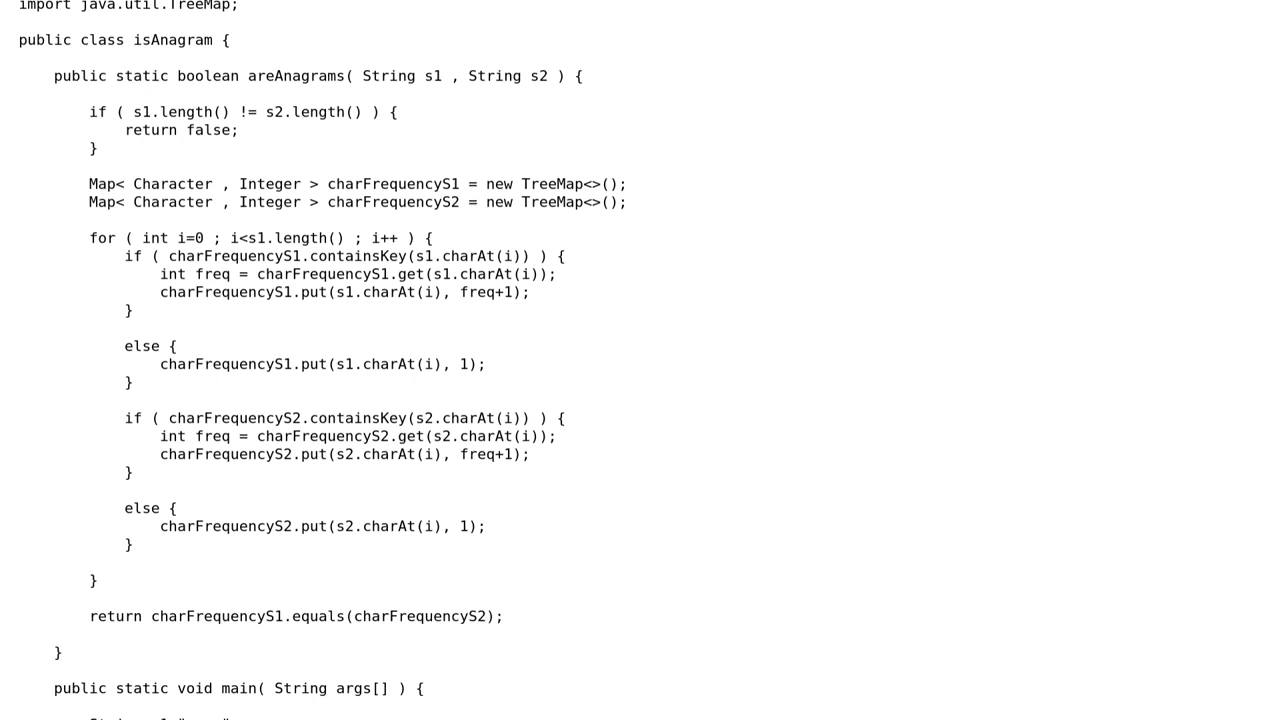 import java.util.TreeMap;
public class isAnagram {
public static boolean areAnagrams( String s1 , String s2 ) {
if ( s1.length() != s2.length() ) {
return false;
}
Map< Character , Integer > charFrequencyS1 = new TreeMap<>();
Map< Character , Integer > charFrequencyS2 = new TreeMap<>();
for ( int i=0 ; i<s1.length() ; i++ ) {
if ( charFrequencyS1.containsKey(s1.charAt(i)) ) {
int freq = charFrequencyS1.get(s1.charAt(i));
charFrequencyS1.put(s1.charAt(i), freq+1);
}
else {
charFrequencyS1.put(s1.charAt(i), 1);
}
if ( charFrequencyS2.containsKey(s2.charAt(i)) ) {
int freq = charFrequencyS2.get(s2.charAt(i));
charFrequencyS2.put(s2.charAt(i), freq+1);
}
else {
charFrequencyS2.put(s2.charAt(i), 1);
}
}
return charFrequencyS1.equals(charFrequencyS2);
}
public static void main( String args[] ) {